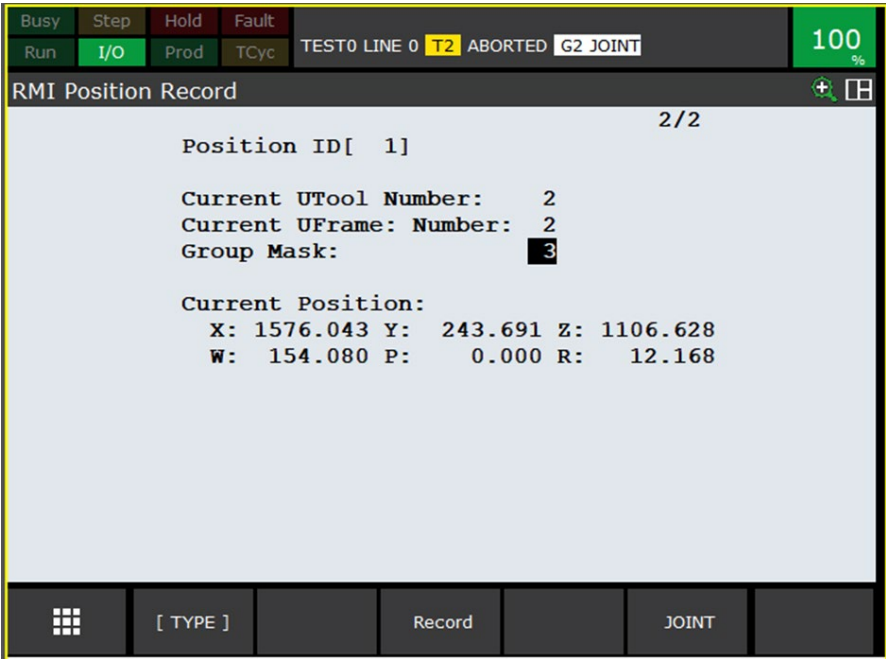 Busy Step Hold Fault
Run I/O Prod TCyc
TEST0 LINE 0 T2 ABORTED G2 JOINT
100 %
RMI Position Record
2/2
Position ID[ 1]
Current UTool Number: 2
Current UFrame: Number: 2
Group Mask: 3
Current Position:
X: 1576.043 Y: 243.691 Z: 1106.628
W: 154.080 P: 0.000 R: 12.168
[ TYPE ] Record JOINT